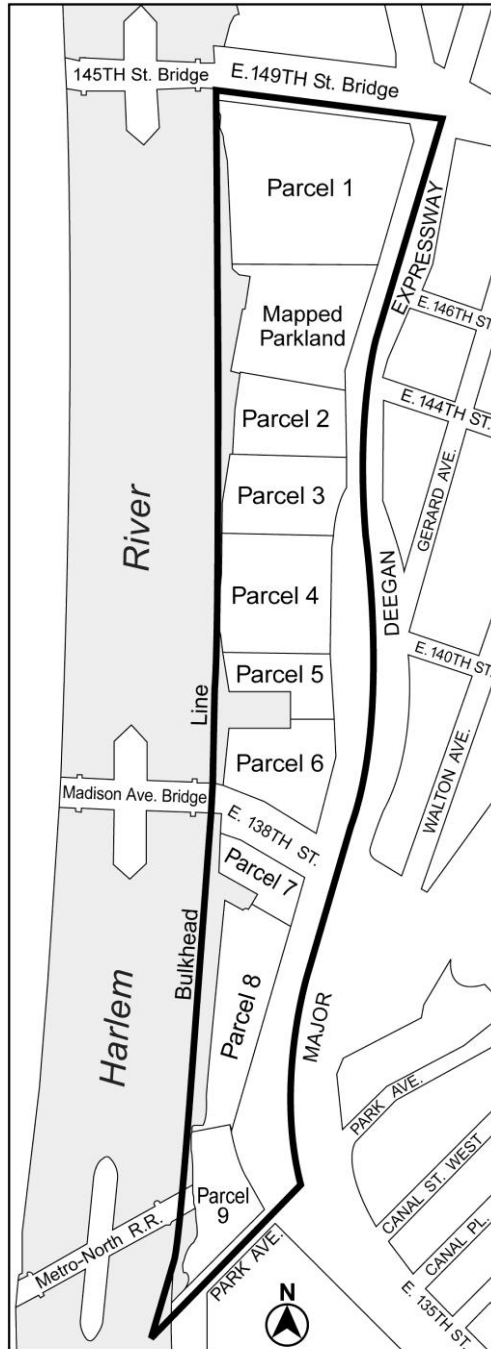 145TH St. Bridge
E.149TH St. Bridge
Parcel 1
EXPRESSWAY
E. 146TH ST.
Mapped
Parkland
E. 144TH ST.
Parcel 2
GERARD AVE.
Parcel 3
River
DEEGAN
Parcel 4
E. 140TH ST.
Parcel 5
Line
WALTON AVE.
Parcel 6
Madison Ave. Bridge
E. 138TH ST.
Parcel 7
Bulkhead
Parcel 8
Harlem
MAJOR
PARK AVE.
CANAL ST. WEST
Parcel
9
CANAL PL.
Metro-North R.R.
PARK AVE.
E. 135TH ST.
N